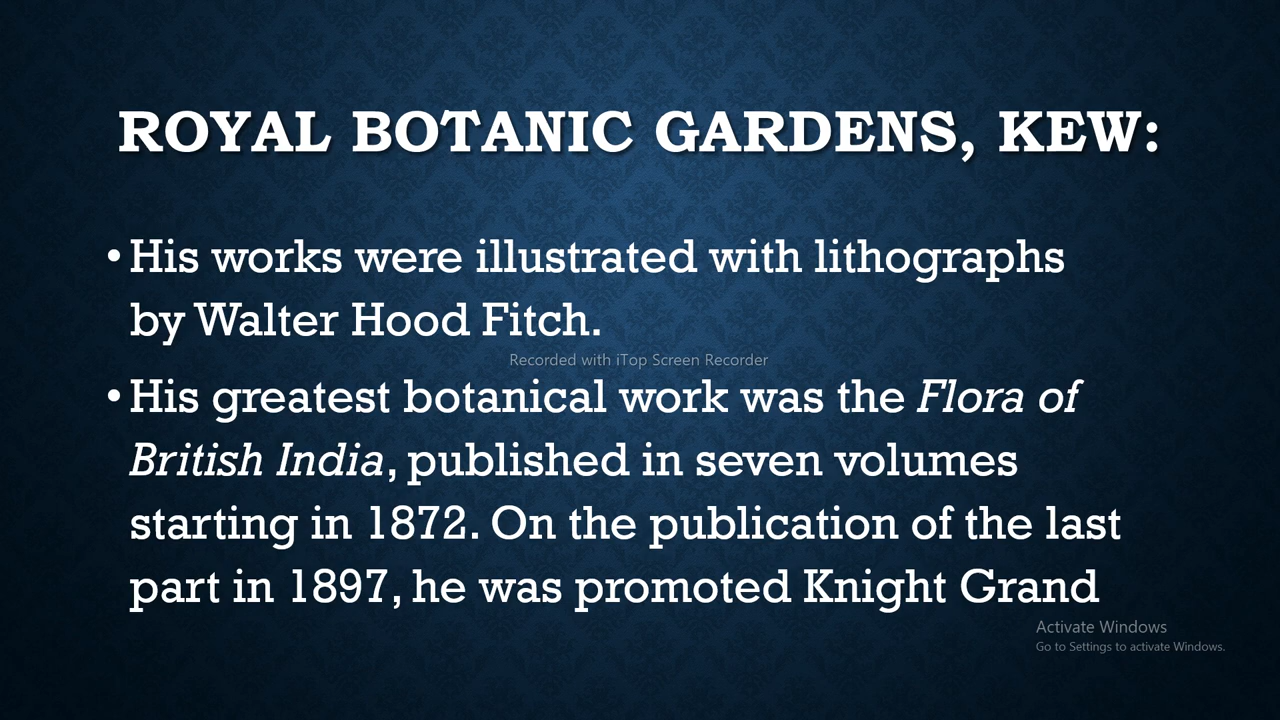 ROYAL BOTANIC GARDENS, KEW:
• His works were illustrated with lithographs
by Walter Hood Fitch.
Recorded with iTop Screen Recorder
• His greatest botanical work was the Flora of
British India, published in seven volumes
starting in 1872. On the publication of the last
part in 1897, he was promoted Knight Grand
Activate Windows
Go to Settings to activate Windows.